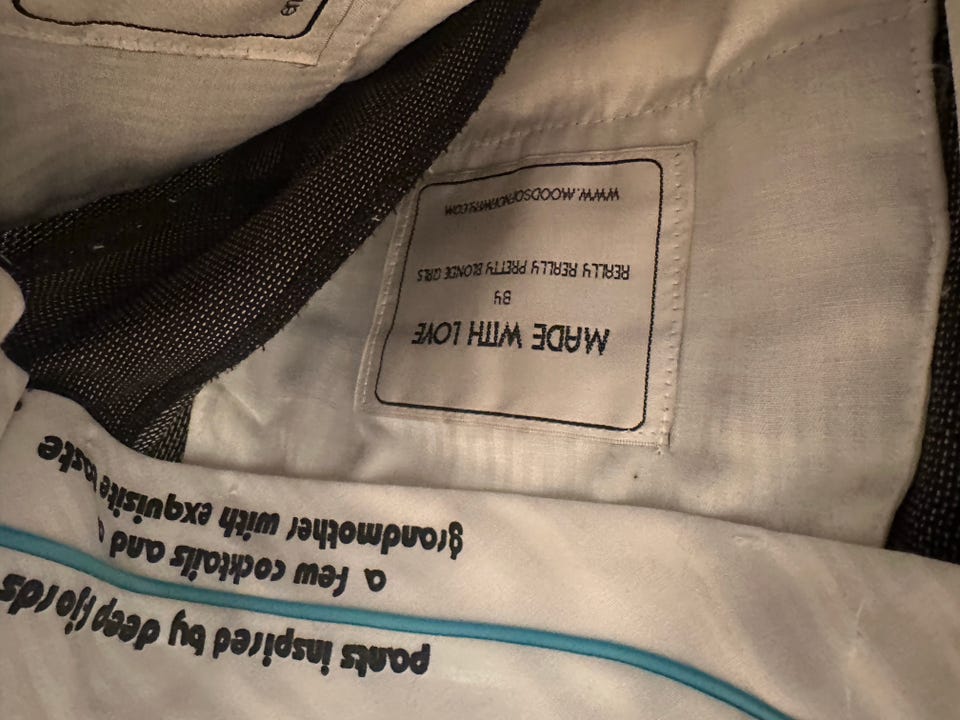 pants inspired by deep fjords
a few cocktails and a
grandmother with exquisite taste
MADE WITH LOVE
BY
REALLY REALLY PRETTY BLONDE GIRLS
WWW.MOODSOFNORWAY.COM